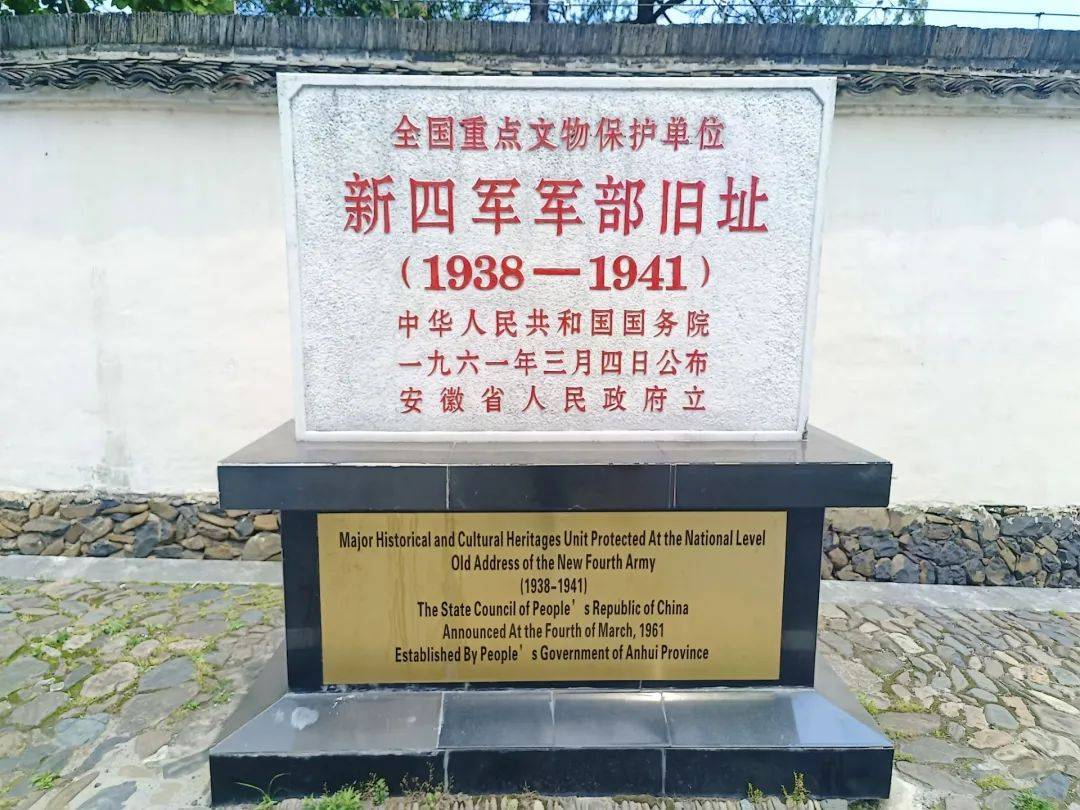 全国重点文物保护单位
新四军军部旧址
(1938—1941)
中华人民共和国国务院
一九六一年三月四日公布
安徽省人民政府立
Major Historical and Cultural Heritages Unit Protected At the National Level
Old Address of the New Fourth Army
(1938-1941)
The State Council of People's Republic of China
Announced At the Fourth of March, 1961
Established By People's Government of Anhui Province